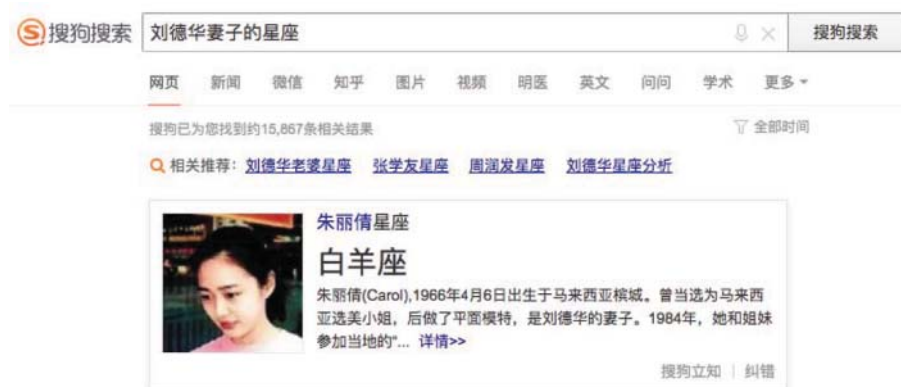 搜狗搜索 刘德华妻子的星座 搜狗搜索
网页 新闻 微信 知乎 图片 视频 明医 英文 问问 学术 更多
搜狗已为您找到约15,867条相关结果 全部时间
相关推荐: 刘德华老婆星座 张学友星座 周润发星座 刘德华星座分析
朱丽倩星座
白羊座
朱丽倩(Carol),1966年4月6日出生于马来西亚槟城。曾当选为马来西
亚选美小姐，后做了平面模特，是刘德华的妻子。1984年，她和姐妹
参加当地的"... 详情>>
搜狗立知 | 纠错